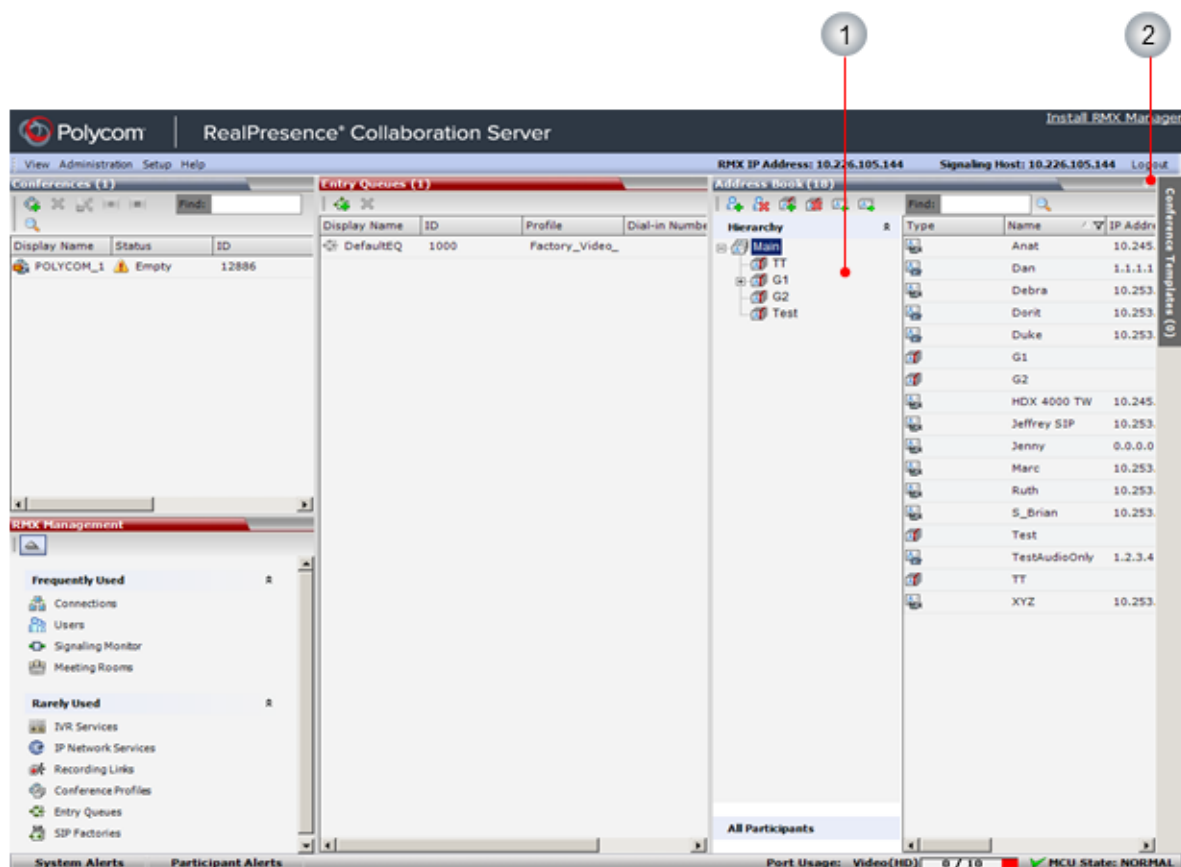 1 2
Install RMX Manager
Polycom RealPresence® Collaboration Server
View Administration Setup Help RMX IP Address: 10.226.105.144 Signaling Host: 10.226.105.144 Logout
Conferences (1)
Find:
Display Name Status ID
POLYCOM_1 Empty 12886
RMX Management
Frequently Used
Connections
Users
Signaling Monitor
Meeting Rooms
Rarely Used
IVR Services
IP Network Services
Recording Links
Conference Profiles
Entry Queues
SIP Factories
Entry Queues (1)
Display Name ID Profile Dial-in Numbe
DefaultEQ 1000 Factory_Video_
Address Book (18)
Hierarchy
Main
TT
G1
G2
Test
All Participants
Find:
Type Name IP Addre
Anat 10.245.
Dan 1.1.1.1
Debra 10.253.
Dorit 10.253.
Duke 10.253.
G1
G2
HDX 4000 TW 10.245.
Jeffrey SIP 10.253.
Jenny 0.0.0.0
Marc 10.253.
Ruth 10.253.
S_Brian 10.253.
Test
TestAudioOnly 1.2.3.4
TT
XYZ 10.253.
Conference Templates (0)
System Alerts Participant Alerts Port Usage: Video(HD) 0 / 10 MCU State: NORMAL